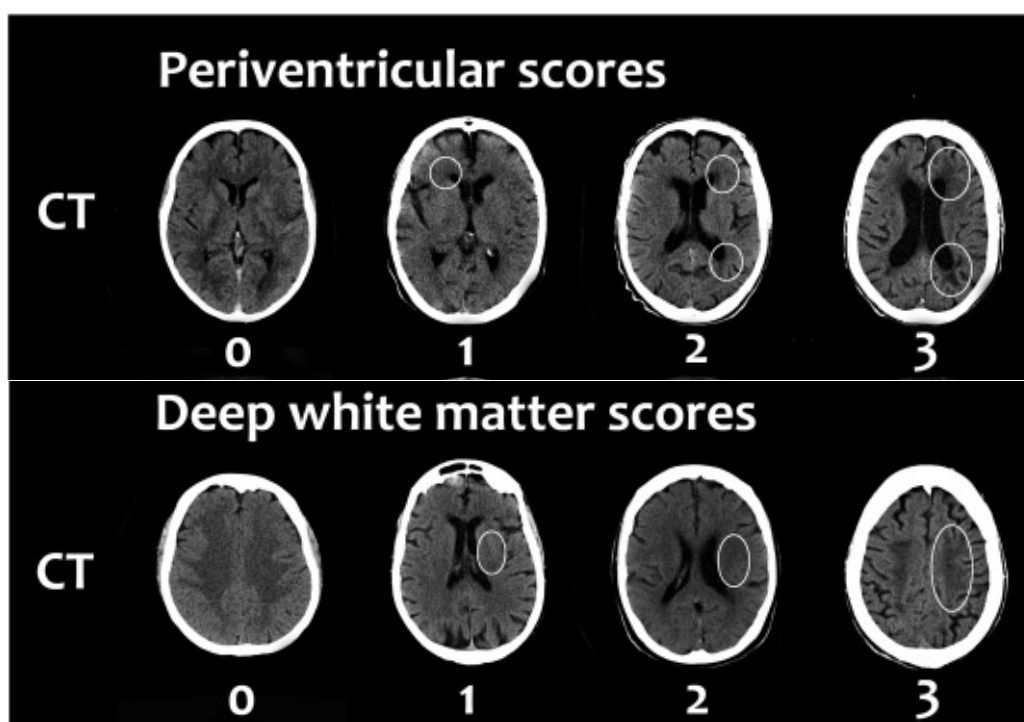 Periventricular scores
CT
0 1 2 3
Deep white matter scores
CT
0 1 2 3